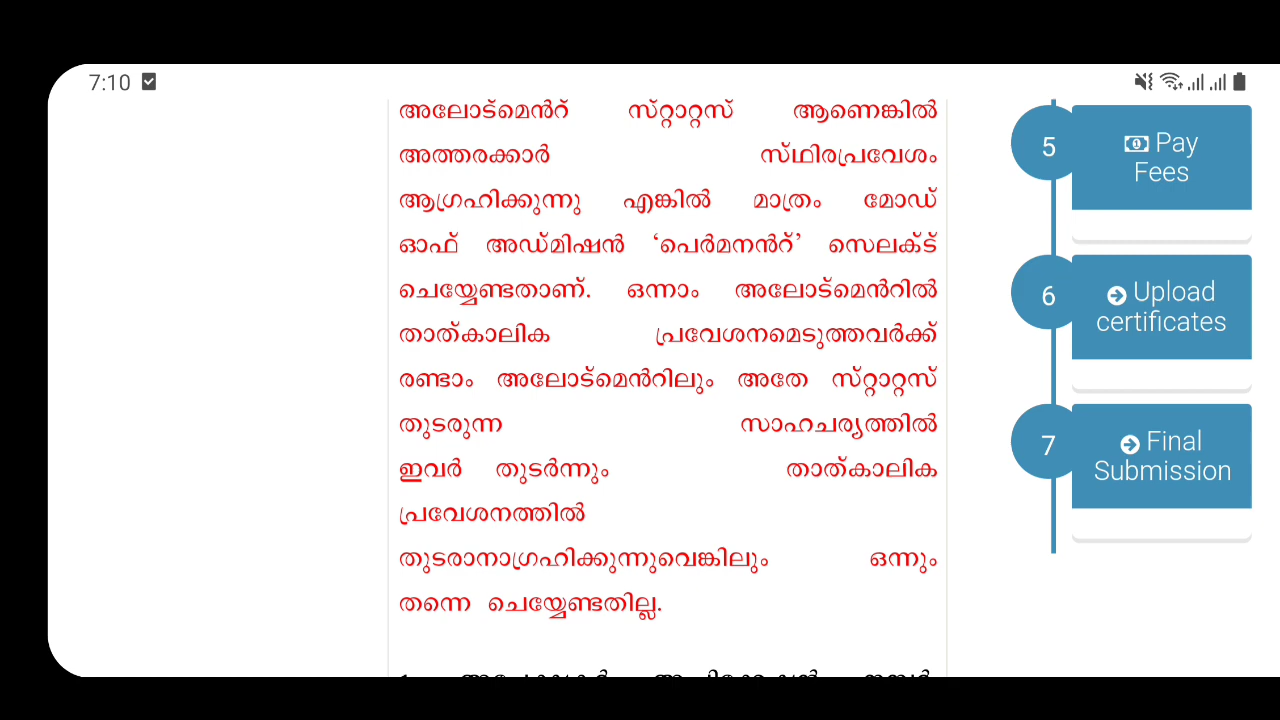 7:10
അലോട്മെൻറ് സ്റ്റാറ്റസ് ആണെങ്കിൽ
അത്തരക്കാർ സ്ഥിരപ്രവേശം
ആഗ്രഹിക്കുന്നു എങ്കിൽ മാത്രം മോഡ്
ഓഫ് അഡ്മിഷൻ ‘പെർമനൻറ്’ സെലക്ട്
ചെയ്യേണ്ടതാണ്. ഒന്നാം അലോട്മെൻറിൽ
താത്കാലിക പ്രവേശനമെടുത്തവർക്ക്
രണ്ടാം അലോട്മെൻറിലും അതേ സ്റ്റാറ്റസ്
തുടരുന്ന സാഹചര്യത്തിൽ
ഇവർ തുടർന്നും താത്കാലിക
പ്രവേശനത്തിൽ
തുടരാനാഗ്രഹിക്കുന്നുവെങ്കിലും ഒന്നും
തന്നെ ചെയ്യേണ്ടതില്ല.
5
Pay
Fees
6
Upload
certificates
7
Final
Submission